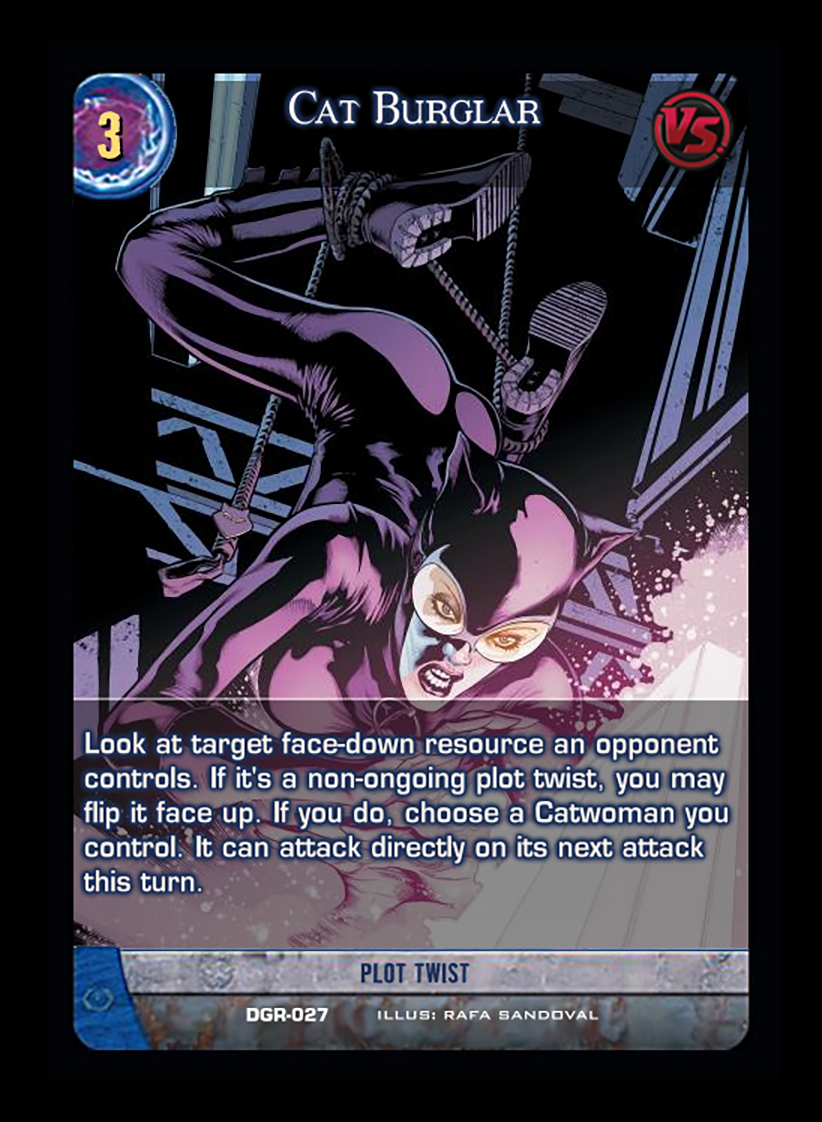 3
Cat Burglar
VS.
Look at target face-down resource an opponent
controls. If it's a non-ongoing plot twist, you may
flip it face up. If you do, choose a Catwoman you
control. It can attack directly on its next attack
this turn.
PLOT TWIST
DGR-027 ILLUS: RAFA SANDOVAL